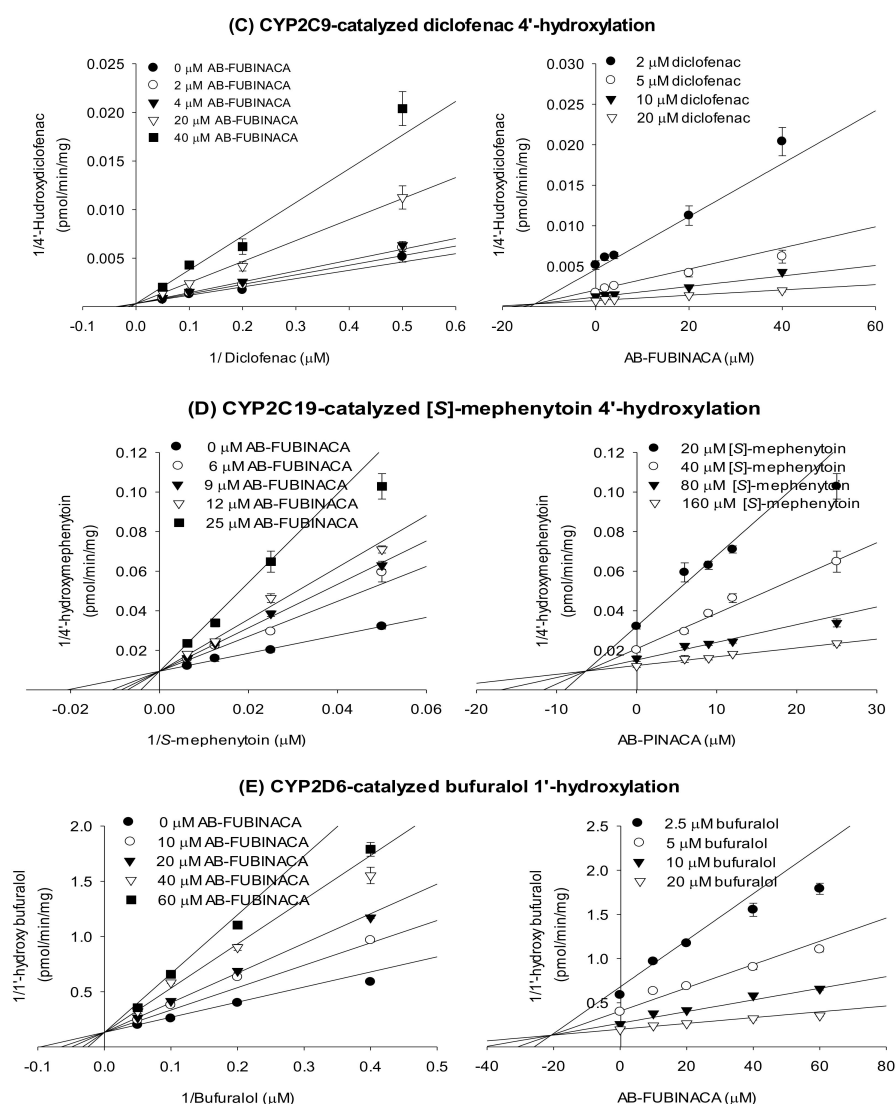 (C) CYP2C9-catalyzed diclofenac 4'-hydroxylation
0.025
0.020
0.015
0.010
0.005
1/4'-Hudroxydiclofenac
(pmol/min/mg)
0 μM AB-FUBINACA
2 μM AB-FUBINACA
4 μM AB-FUBINACA
20 μM AB-FUBINACA
40 μM AB-FUBINACA
-0.1 0.0 0.1 0.2 0.3 0.4 0.5 0.6
1/ Diclofenac (μM)
0.030
0.025
0.020
0.015
0.010
0.005
1/4'-Hudroxydiclofenac
(pmol/min/mg)
2 μM diclofenac
5 μM diclofenac
10 μM diclofenac
20 μM diclofenac
-20 0 20 40 60
AB-FUBINACA (μM)
(D) CYP2C19-catalyzed [S]-mephenytoin 4'-hydroxylation
0.12
0.10
0.08
0.06
0.04
0.02
1/4'-hydroxymephenytoin
(pmol/min/mg)
0 μM AB-FUBINACA
6 μM AB-FUBINACA
9 μM AB-FUBINACA
12 μM AB-FUBINACA
25 μM AB-FUBINACA
-0.02 0.00 0.02 0.04 0.06
1/S-mephenytoin (μM)
0.12
0.10
0.08
0.06
0.04
0.02
1/4'-hydroxymephenytoin
(pmol/min/mg)
20 μM [S]-mephenytoin
40 μM [S]-mephenytoin
80 μM [S]-mephenytoin
160 μM [S]-mephenytoin
-20 -10 0 10 20 30
AB-PINACA (μM)
(E) CYP2D6-catalyzed bufuralol 1'-hydroxylation
2.0
1.5
1.0
0.5
1/1'-hydroxy bufuralol
(pmol/min/mg)
0 μM AB-FUBINACA
10 μM AB-FUBINACA
20 μM AB-FUBINACA
40 μM AB-FUBINACA
60 μM AB-FUBINACA
-0.1 0.0 0.1 0.2 0.3 0.4 0.5
1/Bufuralol (μM)
2.5
2.0
1.5
1.0
0.5
1/1'-hydroxy bufuralol
(pmol/min/mg)
2.5 μM bufuralol
5 μM bufuralol
10 μM bufuralol
20 μM bufuralol
-40 -20 0 20 40 60 80
AB-FUBINACA (μM)